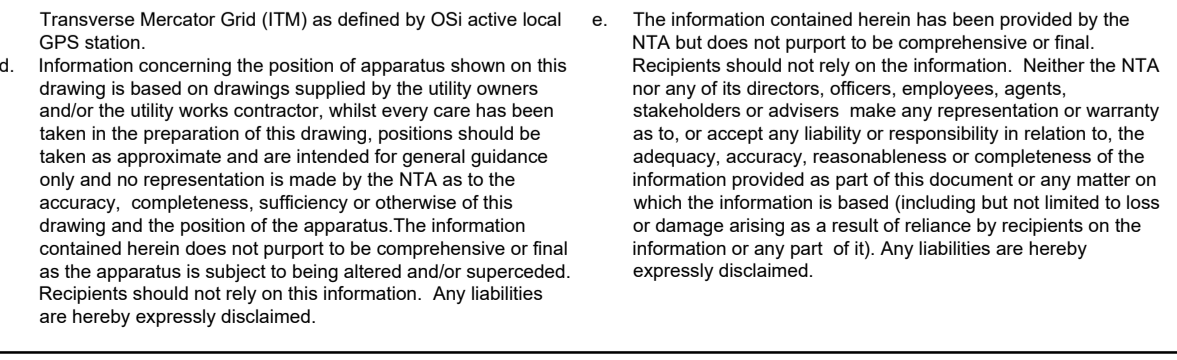 Transverse Mercator Grid (ITM) as defined by OSi active local
GPS station.
d. Information concerning the position of apparatus shown on this
drawing is based on drawings supplied by the utility owners
and/or the utility works contractor, whilst every care has been
taken in the preparation of this drawing, positions should be
taken as approximate and are intended for general guidance
only and no representation is made by the NTA as to the
accuracy, completeness, sufficiency or otherwise of this
drawing and the position of the apparatus.The information
contained herein does not purport to be comprehensive or final
as the apparatus is subject to being altered and/or superceded.
Recipients should not rely on this information. Any liabilities
are hereby expressly disclaimed.
e. The information contained herein has been provided by the
NTA but does not purport to be comprehensive or final.
Recipients should not rely on the information. Neither the NTA
nor any of its directors, officers, employees, agents,
stakeholders or advisers make any representation or warranty
as to, or accept any liability or responsibility in relation to, the
adequacy, accuracy, reasonableness or completeness of the
information provided as part of this document or any matter on
which the information is based (including but not limited to loss
or damage arising as a result of reliance by recipients on the
information or any part of it). Any liabilities are hereby
expressly disclaimed.